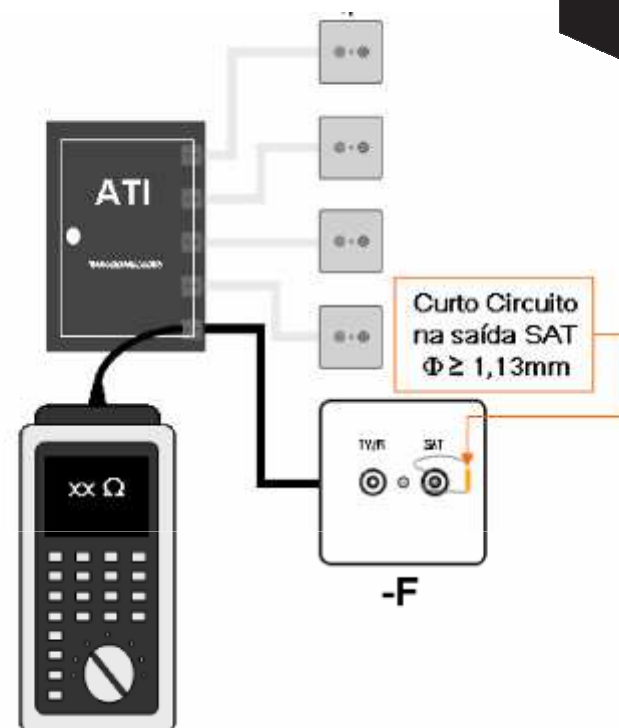 ATI
Curto Circuito
na saída SAT
Φ ≥ 1,13mm
TV/R
SAT
xx Ω
-F